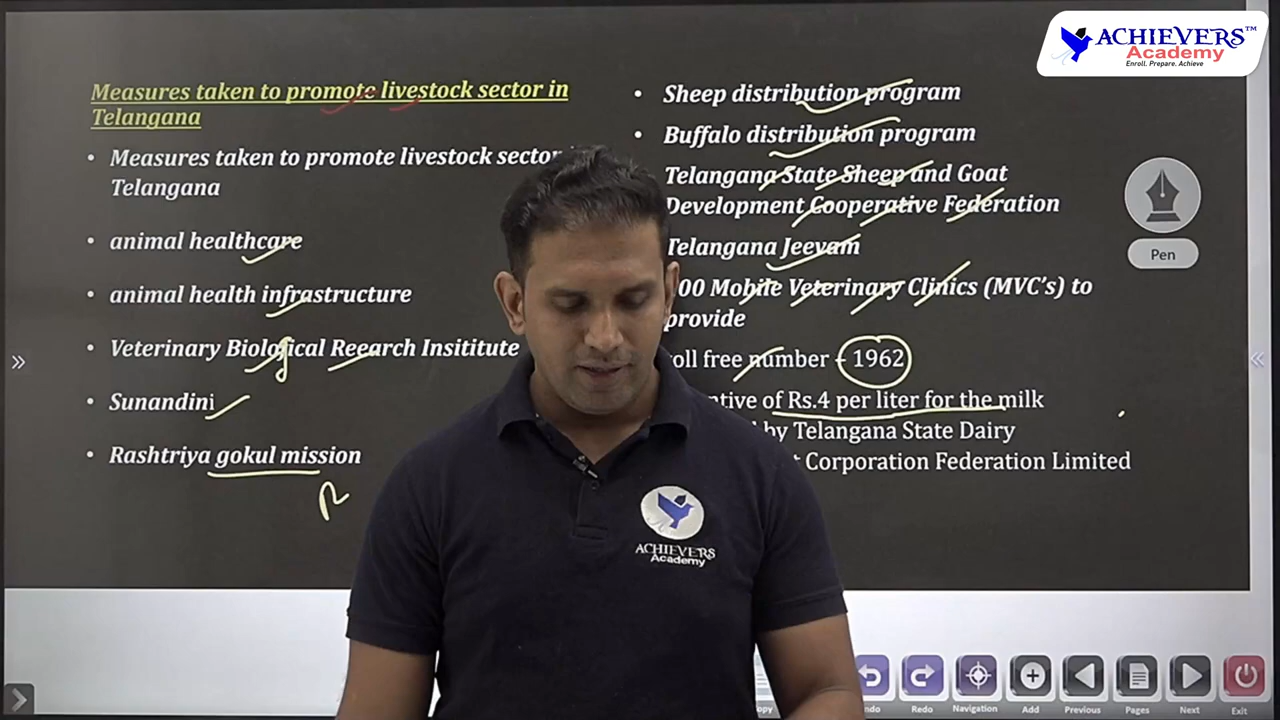 ACHIEVERS™
Academy
Enroll. Prepare. Achieve
Measures taken to promote livestock sector in
Telangana
• Measures taken to promote livestock sector
Telangana
• animal healthcare
• animal health infrastructure
• Veterinary Biological Reearch Insititute
• Sunandini
• Rashtriya gokul mission
• Sheep distribution program
• Buffalo distribution program
Telangana State Sheep and Goat
Development Cooperative Federation
Telangana Jeevam
00 Mobile Veterinary Clinics (MVC's) to
provide
oll free number – 1962
ntive of Rs.4 per liter for the milk
by Telangana State Dairy
t Corporation Federation Limited
Pen
ACHIEVERS
Academy
Redo
Navigation
Add
Previous
Pages
Next
Exit